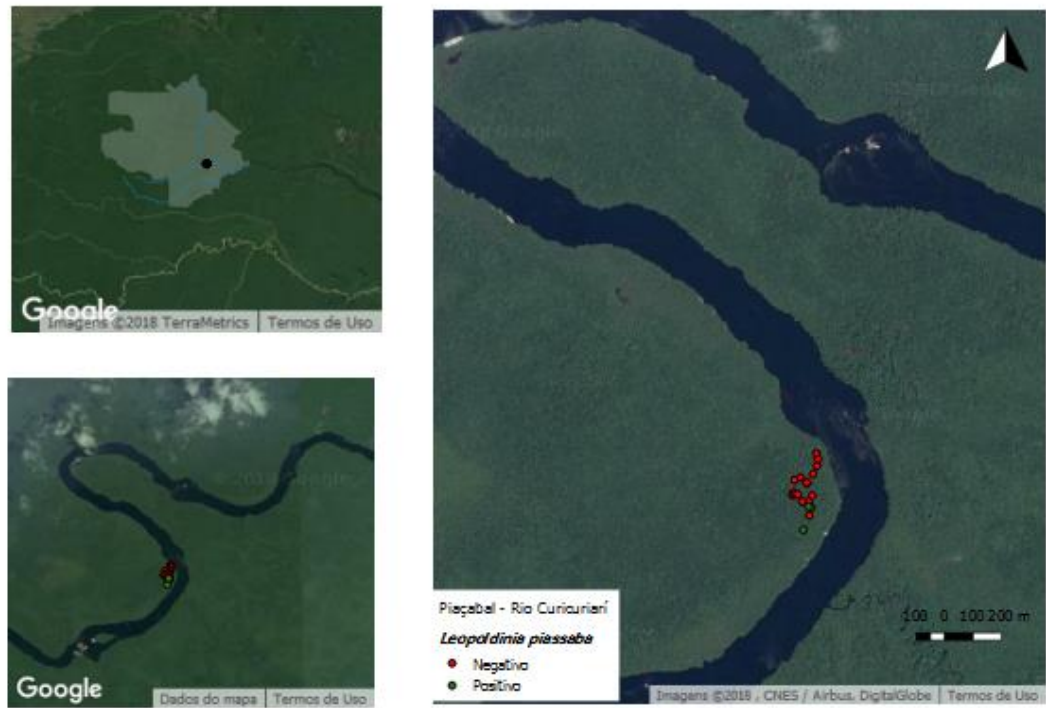 Google
Imagens ©2018 TerraMetrics Termos de Uso
Google
Dados do mapa Termos de Uso
Piaçabal - Rio Curicuriarí
Leopoldinia piassaba
Negativo
Positivo
100 0 100 200 m
Imagens ©2018 , CNES / Airbus, DigitalGlobe Termos de Uso